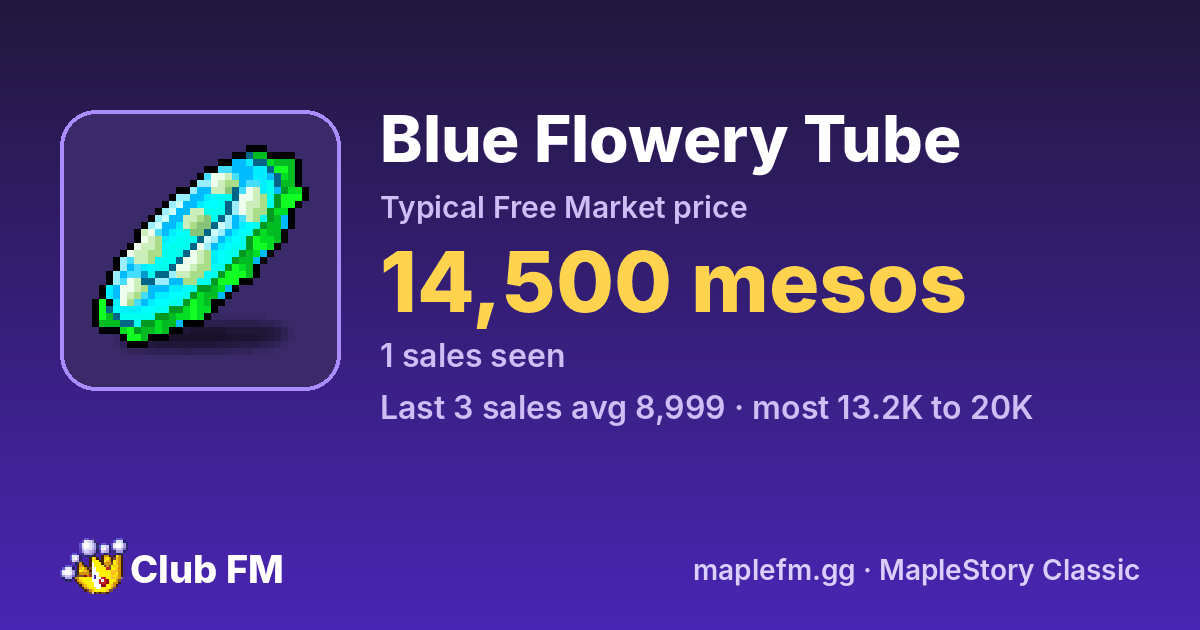 Blue Flowery Tube
Typical Free Market price
14,500 mesos
1 sales seen
Last 3 sales avg 8,999 · most 13.2K to 20K
Club FM
maplefm.gg · MapleStory Classic